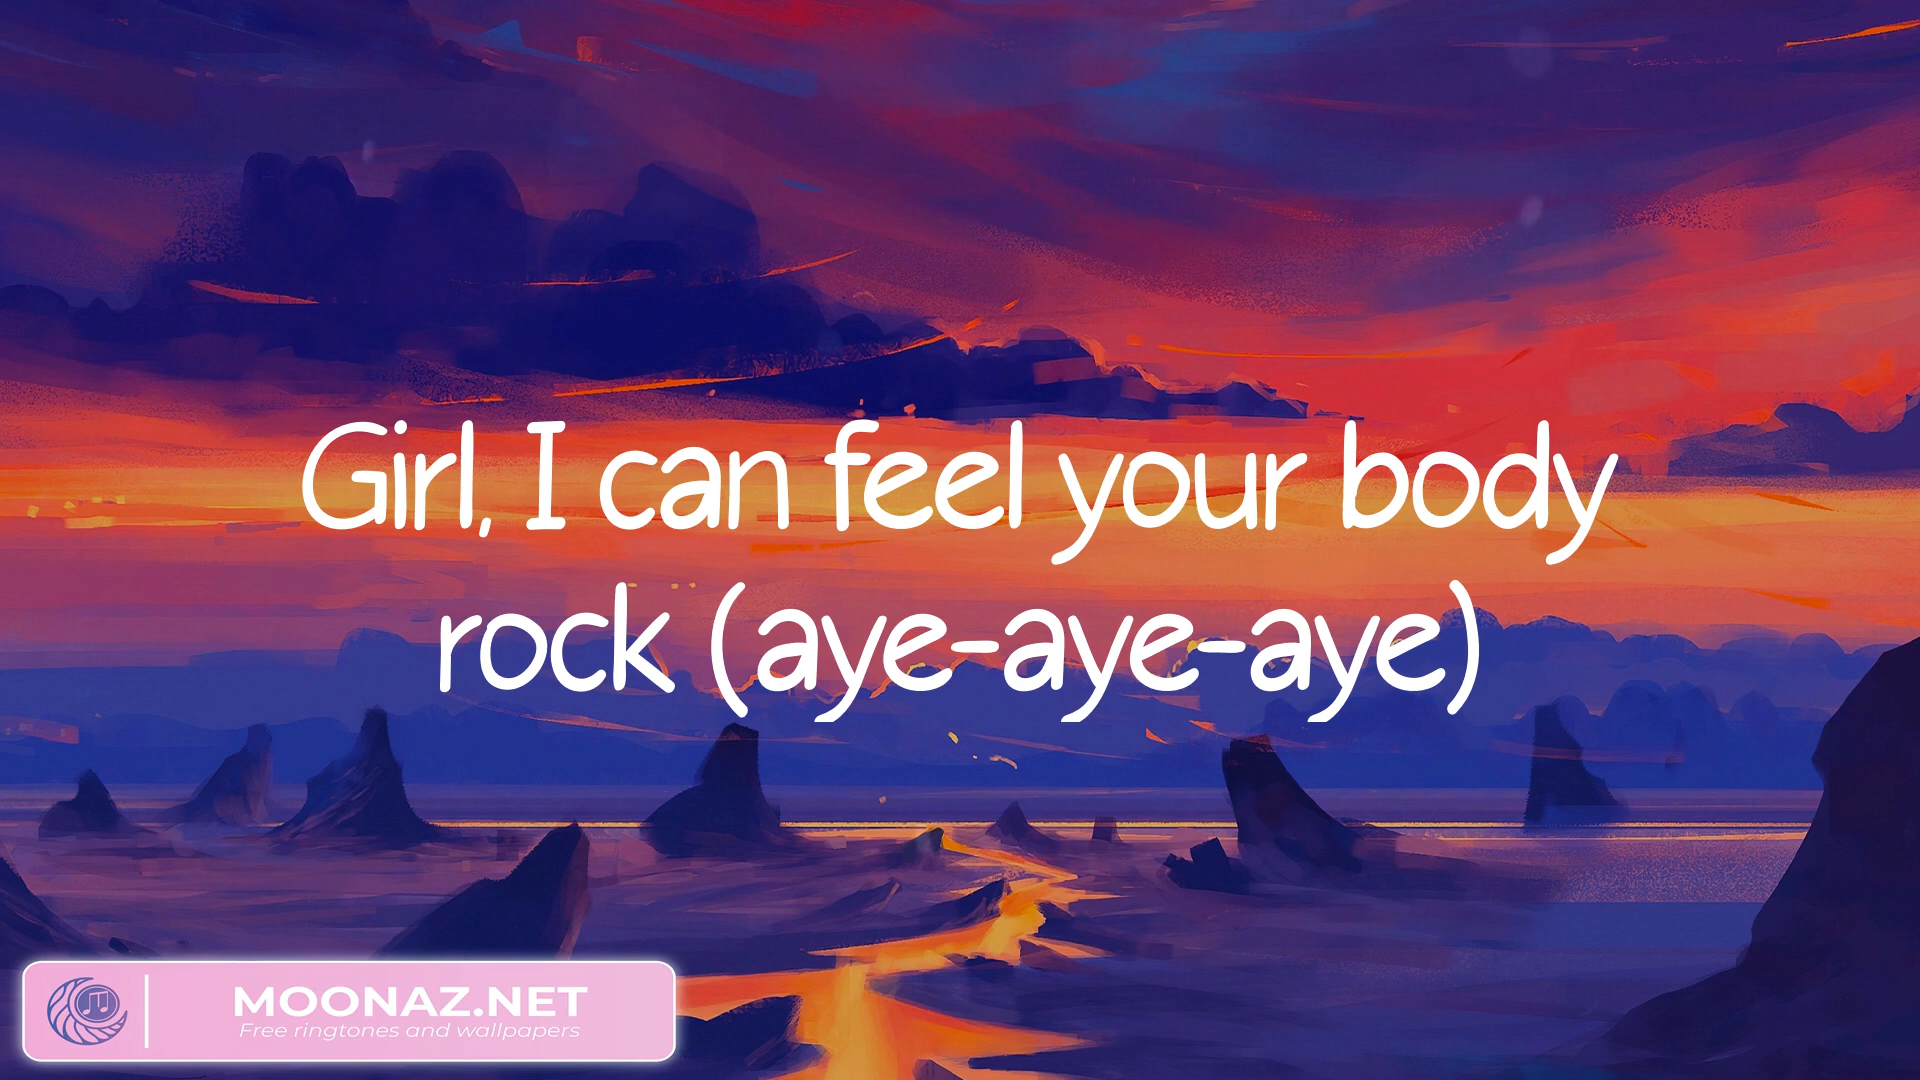 Girl, I can feel your body
rock (aye-aye-aye)
MOONAZ.NET
Free ringtones and wallpapers